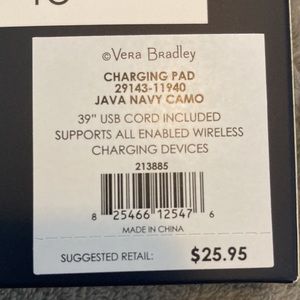 ©Vera Bradley
CHARGING PAD
29143-11940
JAVA NAVY CAMO
39" USB CORD INCLUDED
SUPPORTS ALL ENABLED WIRELESS
CHARGING DEVICES
213885
8 25466 12547 6
MADE IN CHINA
SUGGESTED RETAIL: $25.95